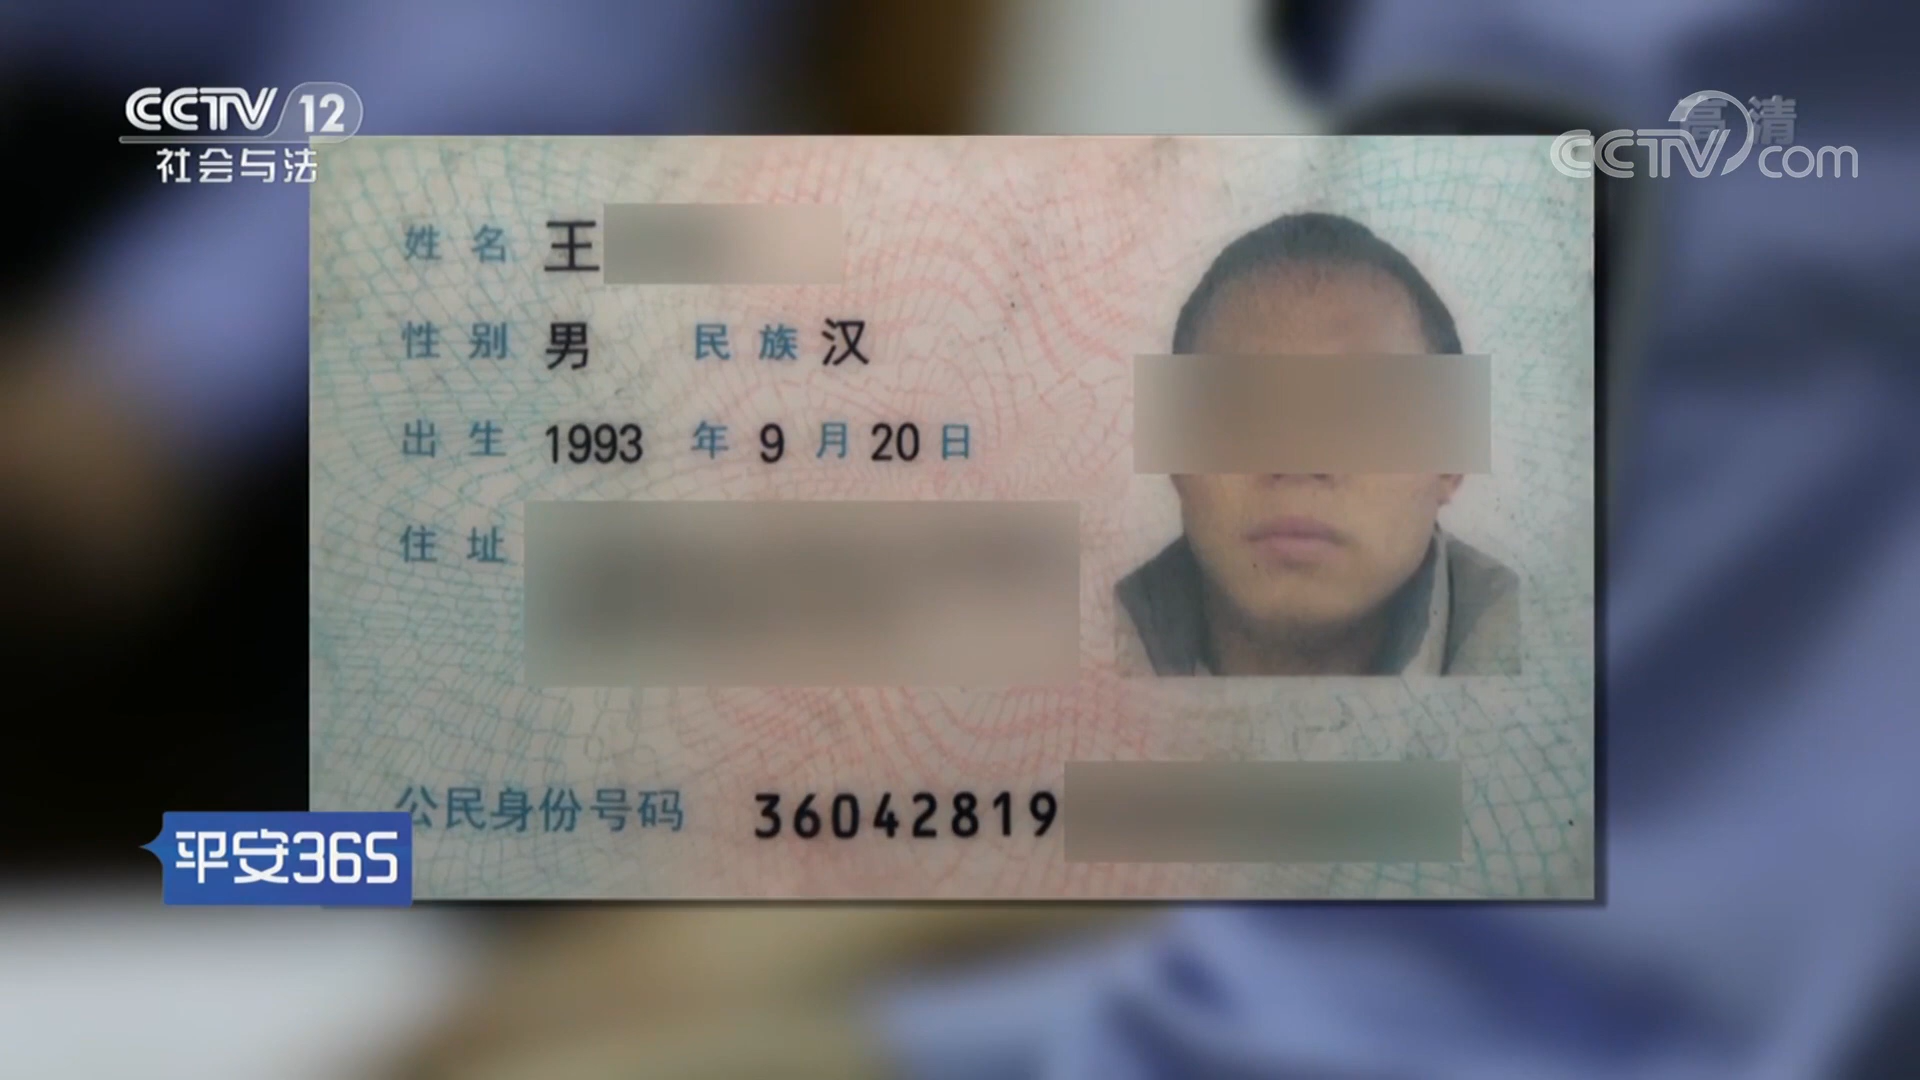 CCTV 12
社会与法
高清
CCTV.com
姓名 王
性别 男 民族 汉
出生 1993 年 9 月 20 日
住址
公民身份号码 36042819
平安365